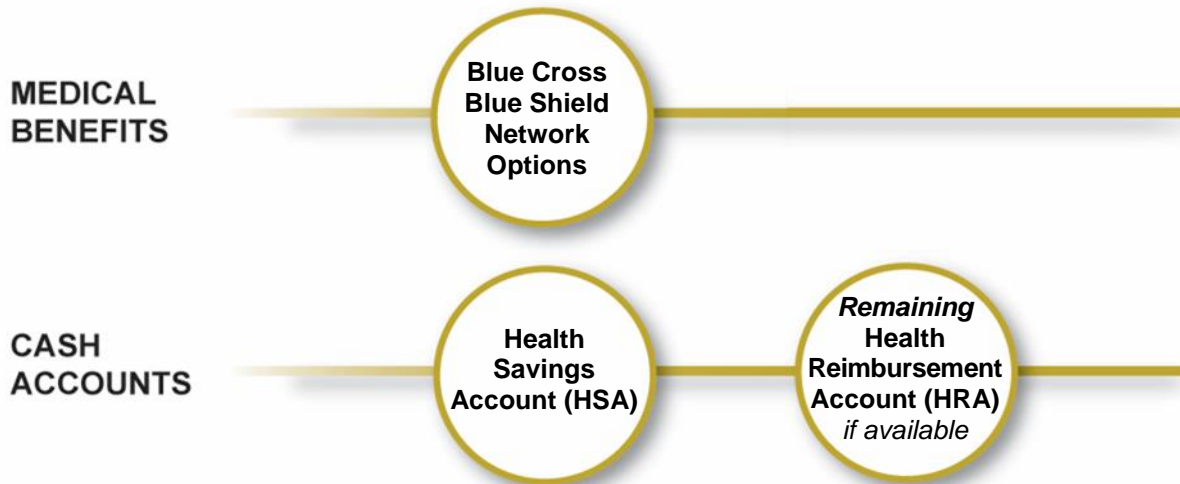 MEDICAL
BENEFITS
Blue Cross
Blue Shield
Network
Options
CASH
ACCOUNTS
Health
Savings
Account (HSA)
Remaining
Health
Reimbursement
Account (HRA)
if available